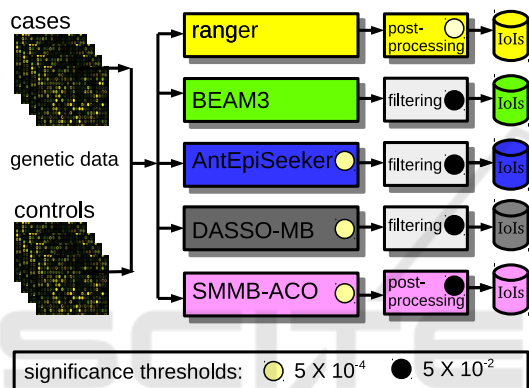 cases
ranger
post-
processing
IoIs
BEAM3
filtering
IoIs
genetic data
AntEpiSeeker
filtering
IoIs
controls
DASSO-MB
filtering
IoIs
SMMB-ACO
post-
processing
IoIs
SCITE
significance thresholds: 5 X 10⁻⁴ 5 X 10⁻²